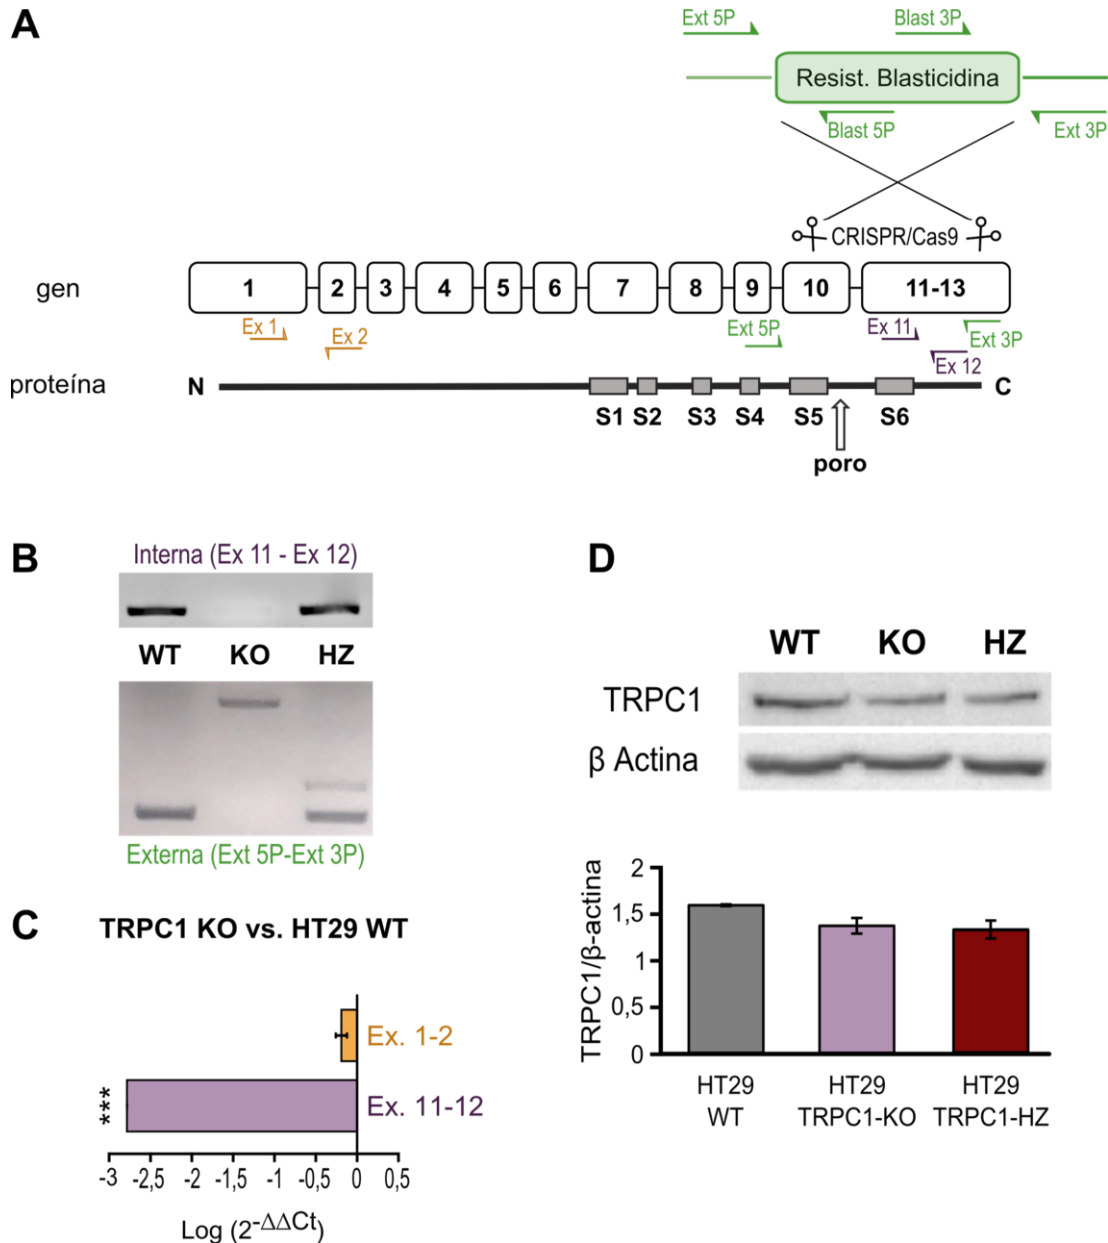 A
Ext 5P
Blast 3P
Resist. Blasticidina
Blast 5P
Ext 3P
CRISPR/Cas9
gen
1 2 3 4 5 6 7 8 9 10 11-13
Ex 1
Ex 2
Ext 5P
Ex 11
Ext 3P
Ex 12
proteína
N
C
S1 S2 S3 S4 S5 S6
poro
B
Interna (Ex 11 - Ex 12)
WT KO HZ
Externa (Ext 5P-Ext 3P)
C
TRPC1 KO vs. HT29 WT
Ex. 1-2
Ex. 11-12
***
-3 -2,5 -2 -1,5 -1 -0,5 0 0,5
Log (2^-ΔΔCt)
D
WT KO HZ
TRPC1
β Actina
TRPC1/β-actina
2
1,5
1
0,5
0
HT29 WT
HT29 TRPC1-KO
HT29 TRPC1-HZ